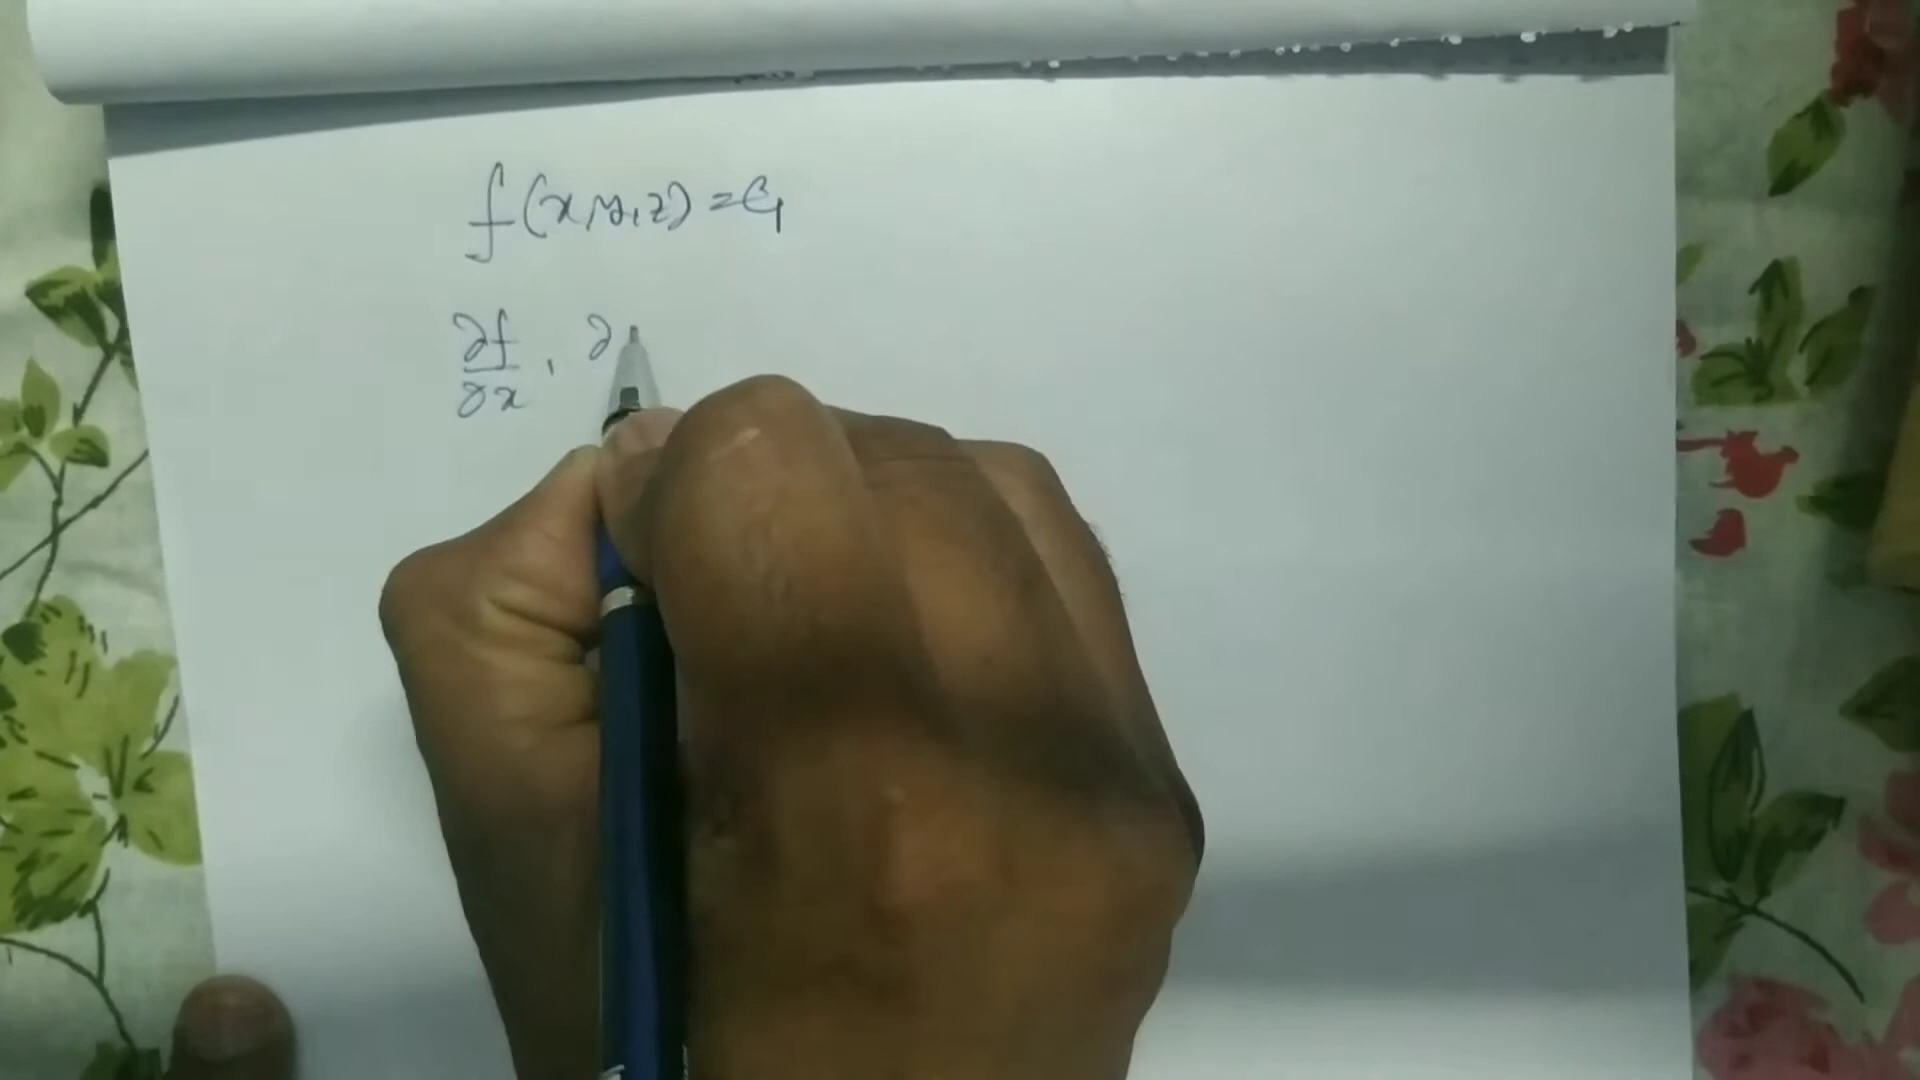 f(x,y,z) = C₁
∂f/∂x , ∂